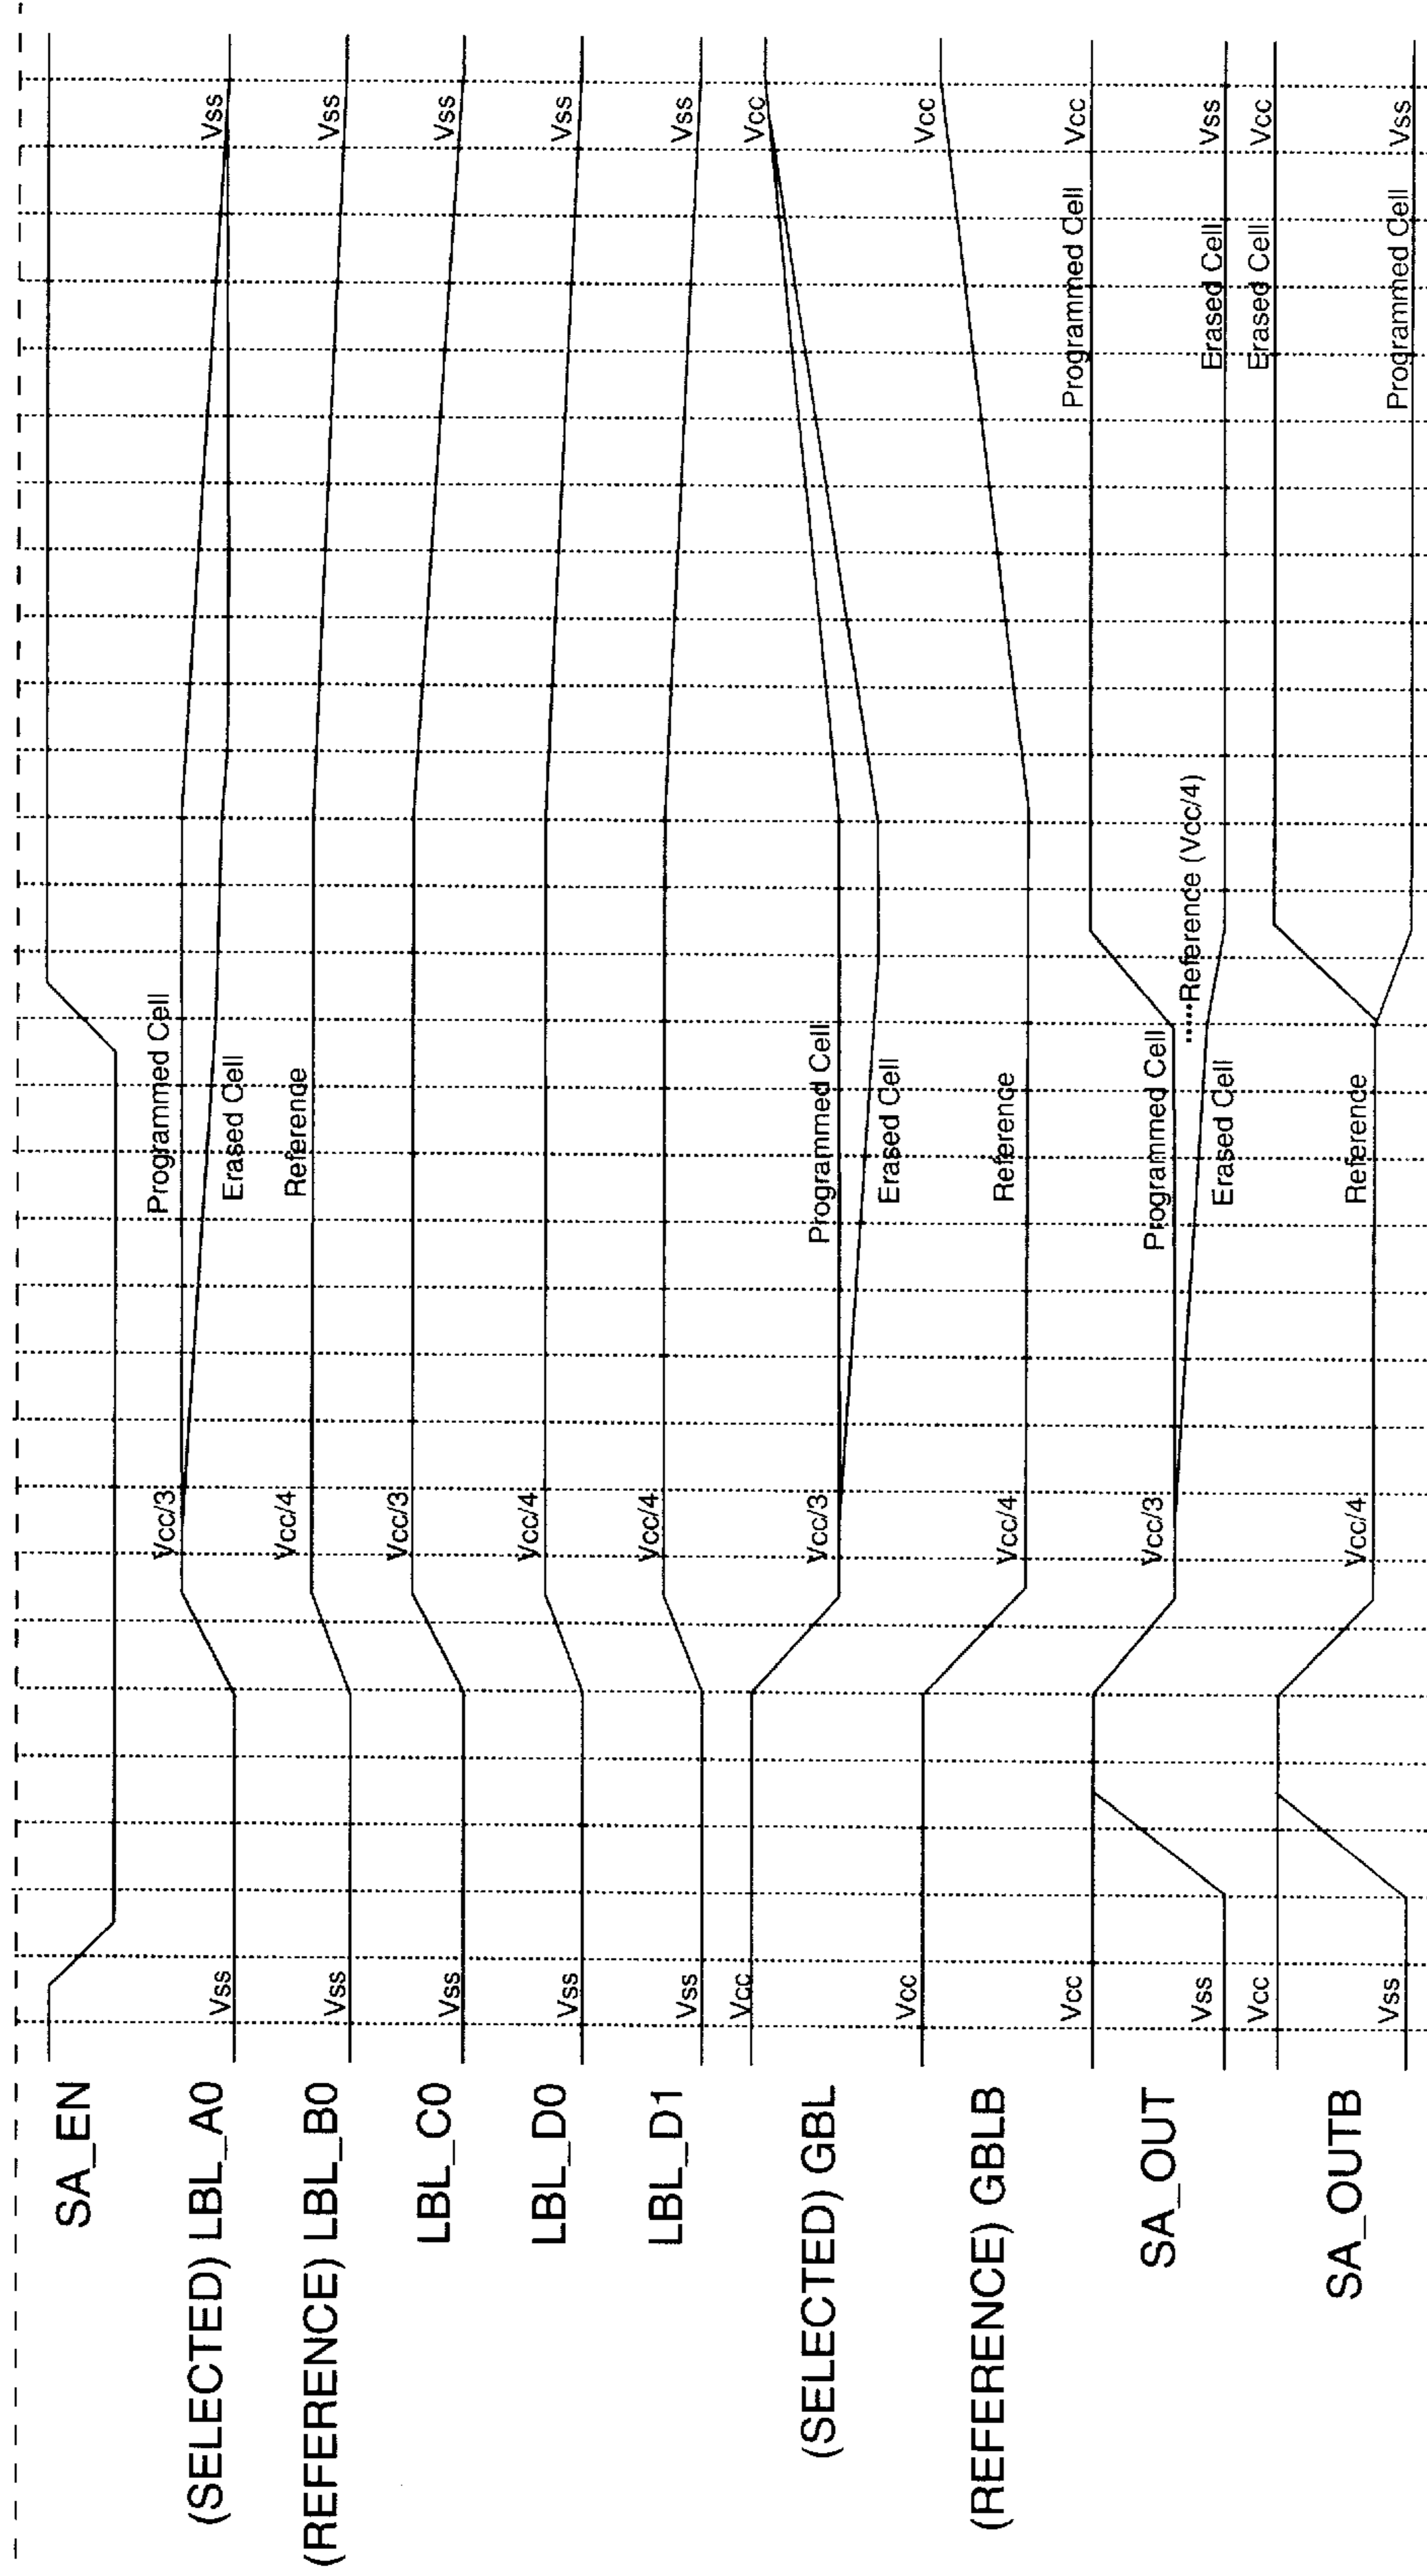 SA_EN
(SELECTED) LBL_A0
Vss
Vcc/3
Programmed Cell
Erased Cell
Vss
(REFERENCE) LBL_B0
Vss
Vcc/4
Reference
Vss
LBL_C0
Vss
Vcc/3
Vss
LBL_D0
Vss
Vcc/4
Vss
LBL_D1
Vss
Vcc/4
Vss
(SELECTED) GBL
Vcc
Vcc/3
Programmed Cell
Erased Cell
Vcc
(REFERENCE) GBLB
Vcc
Vcc/4
Reference
Vcc
SA_OUT
Vcc
Vss
Vcc/3
Programmed Cell
Erased Cell
Reference (Vcc/4)
Programmed Cell
Vcc
Erased Cell
Vss
SA_OUTB
Vcc
Vss
Vcc/4
Reference
Erased Cell
Vcc
Programmed Cell
Vss